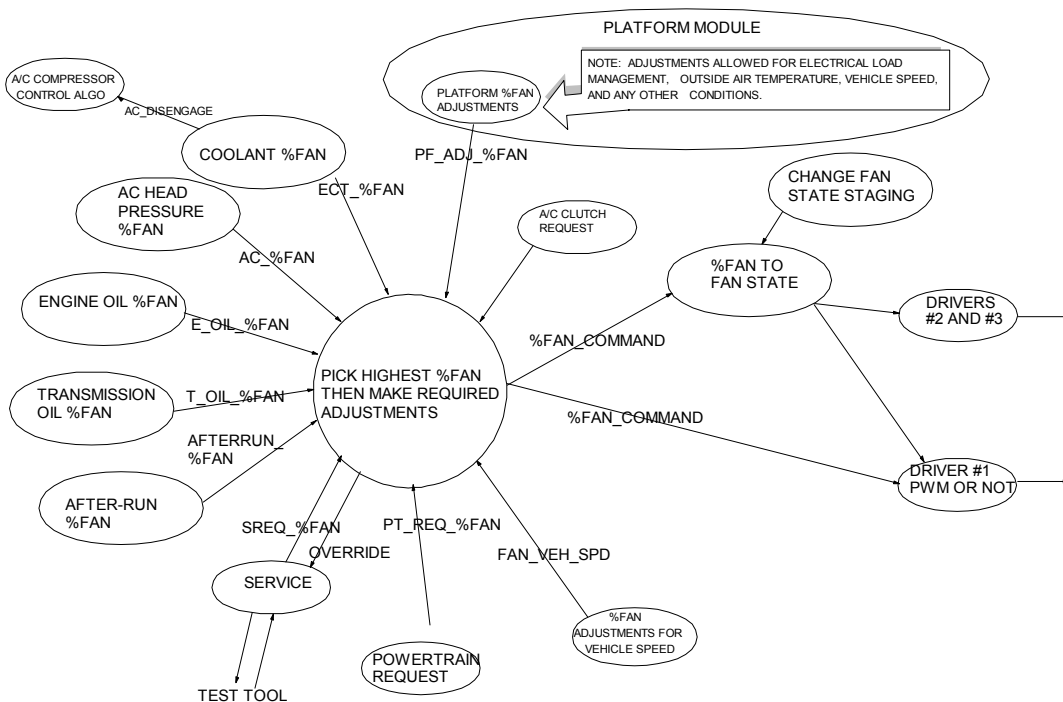 PLATFORM MODULE
NOTE: ADJUSTMENTS ALLOWED FOR ELECTRICAL LOAD
MANAGEMENT, OUTSIDE AIR TEMPERATURE, VEHICLE SPEED,
AND ANY OTHER CONDITIONS.
PLATFORM %FAN
ADJUSTMENTS
A/C COMPRESSOR
CONTROL ALGO
AC_DISENGAGE
COOLANT %FAN
PF_ADJ_%FAN
ECT_%FAN
CHANGE FAN
STATE STAGING
AC HEAD
PRESSURE
%FAN
A/C CLUTCH
REQUEST
AC_%FAN
%FAN TO
FAN STATE
ENGINE OIL %FAN
E_OIL_%FAN
DRIVERS
#2 AND #3
%FAN_COMMAND
PICK HIGHEST %FAN
THEN MAKE REQUIRED
ADJUSTMENTS
TRANSMISSION
OIL %FAN
T_OIL_%FAN
%FAN_COMMAND
AFTERRUN_
%FAN
DRIVER #1
PWM OR NOT
AFTER-RUN
%FAN
SREQ_%FAN
PT_REQ_%FAN
OVERRIDE
FAN_VEH_SPD
SERVICE
%FAN
ADJUSTMENTS FOR
VEHICLE SPEED
POWERTRAIN
REQUEST
TEST TOOL